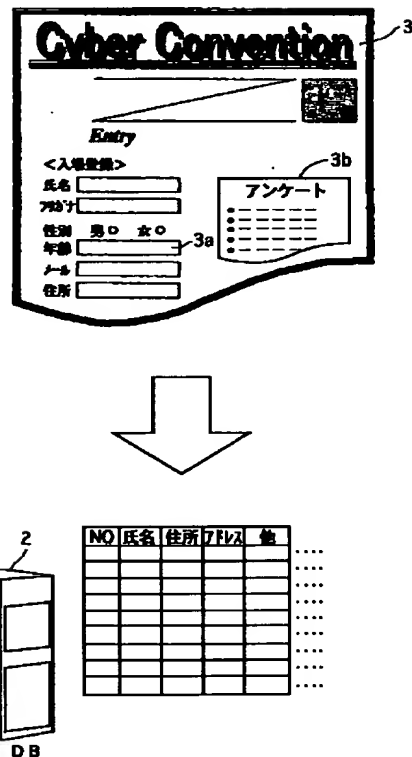 3
Cyber Convention
Entry
<入場登録>
3b
氏名
アンケート
フリガナ
性別 男 女
3a
年齢
メール
住所
2
NO 氏名 住所 アドレス 他
DB